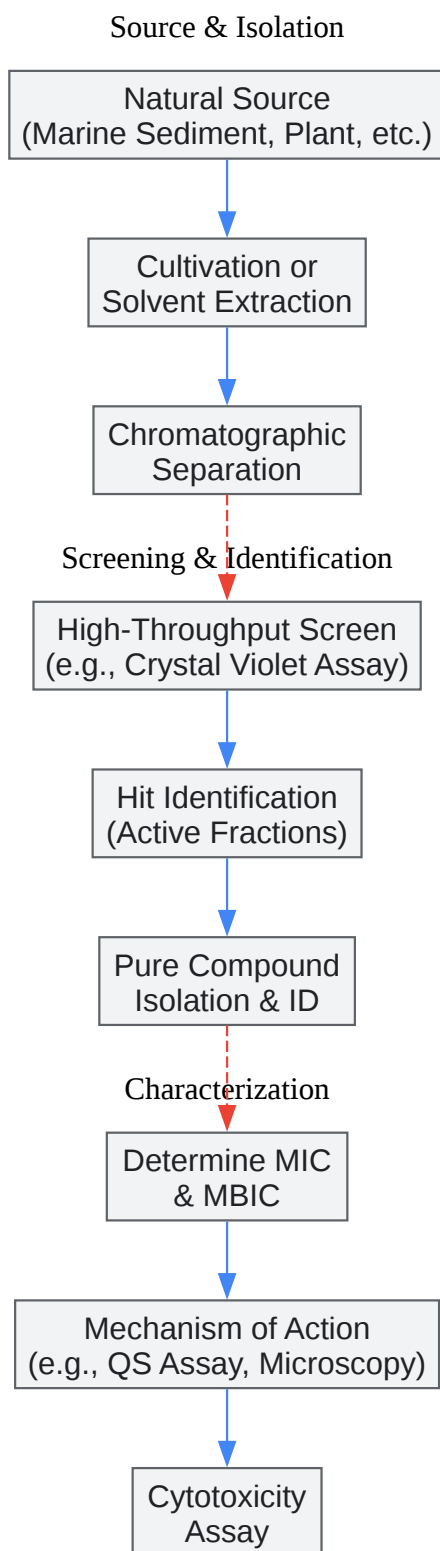 Source & Isolation
Natural Source
(Marine Sediment, Plant, etc.)
Cultivation or
Solvent Extraction
Chromatographic
Separation
Screening & Identification
High-Throughput Screen
(e.g., Crystal Violet Assay)
Hit Identification
(Active Fractions)
Pure Compound
Isolation & ID
Characterization
Determine MIC
& MBIC
Mechanism of Action
(e.g., QS Assay, Microscopy)
Cytotoxicity
Assay